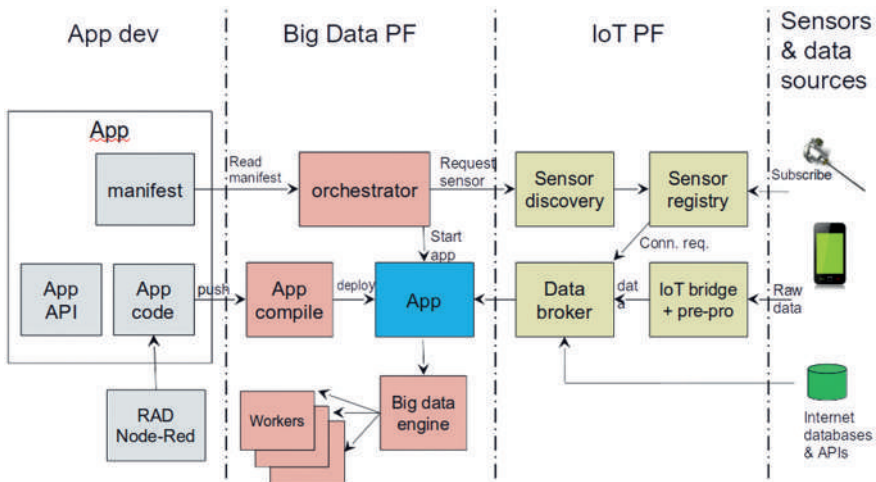 App dev
Big Data PF
IoT PF
Sensors
& data
sources
App
manifest
Read
manifest
orchestrator
Request
sensor
Sensor
discovery
Sensor
registry
Subscribe
Start
app
Conn. req.
App
API
App
code
push
App
compile
deploy
App
Data
broker
dat
a
IoT bridge
+ pre-pro
Raw
data
RAD
Node-Red
Workers
Big data
engine
Internet
databases
& APIs